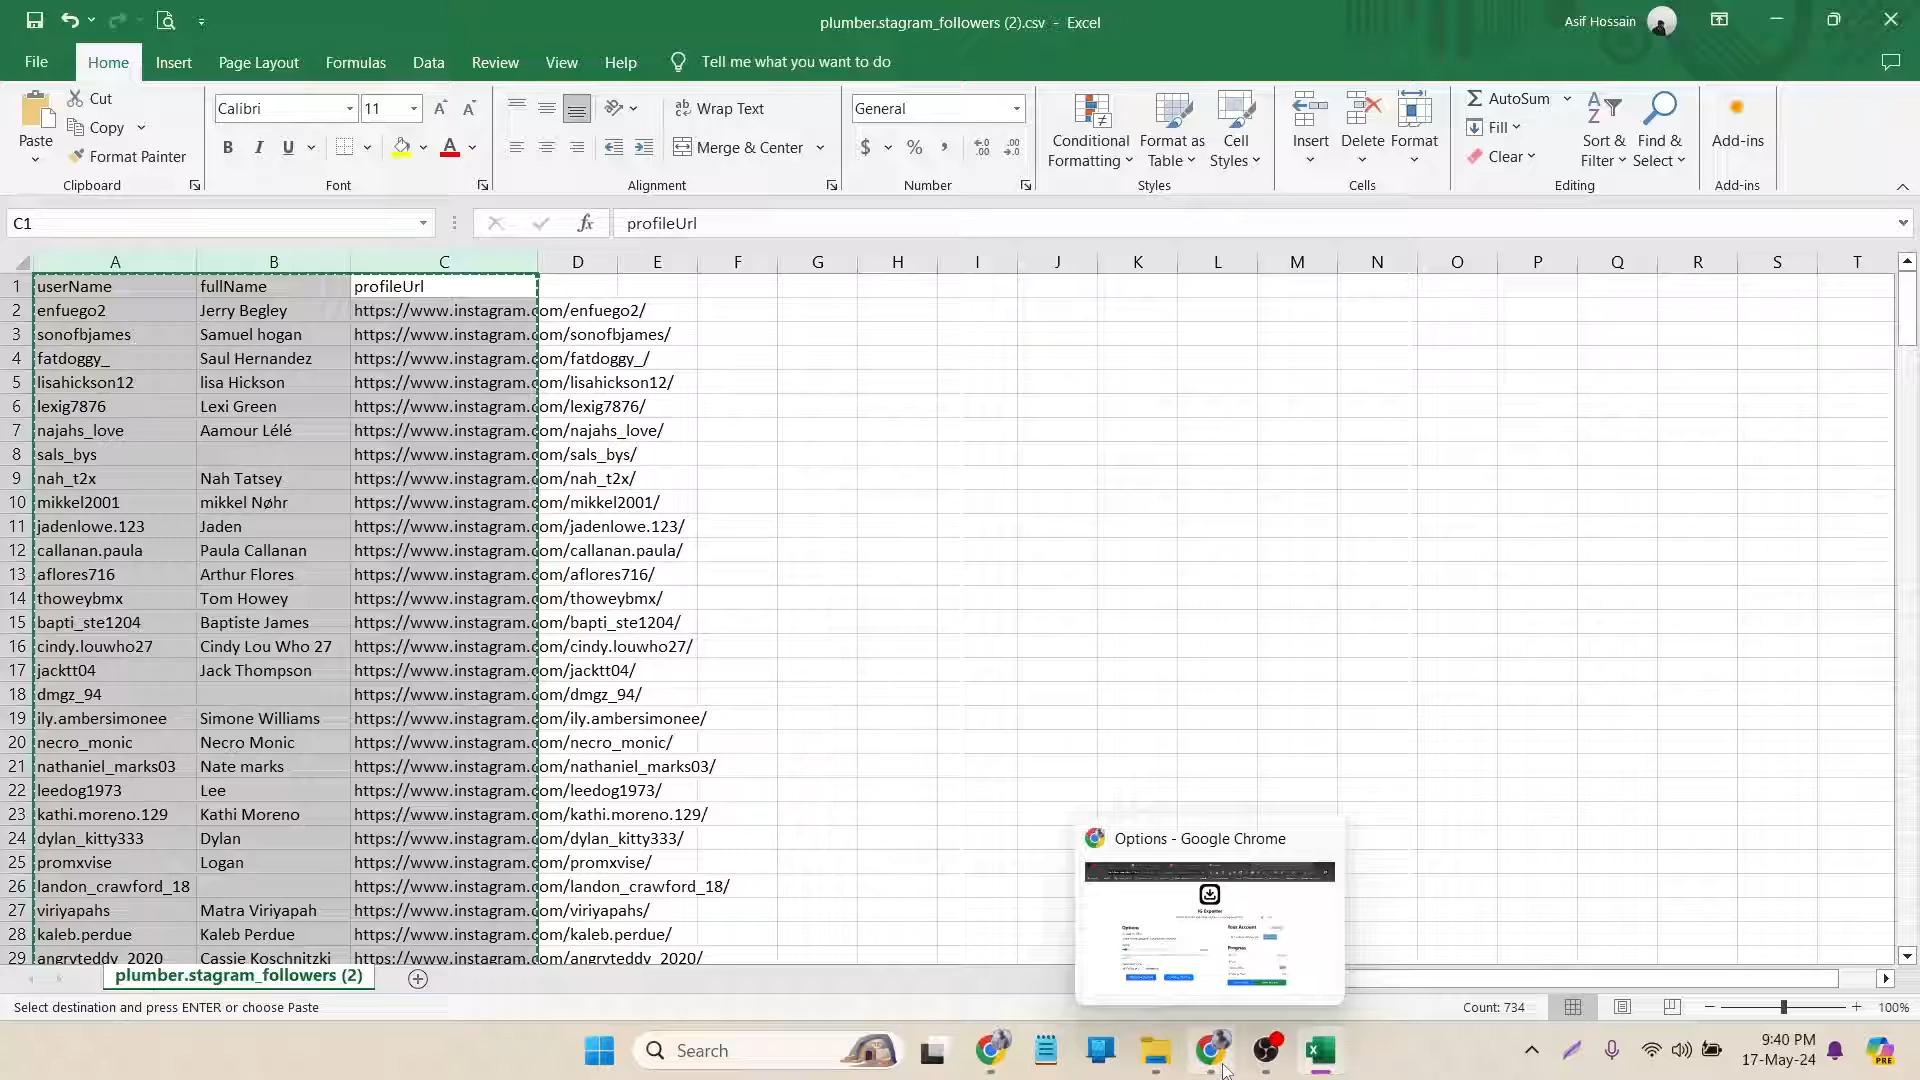 plumber.stagram_followers (2).csv - Excel
Asif Hossain
File Home Insert Page Layout Formulas Data Review View Help Tell me what you want to do
Paste Cut Copy Format Painter Clipboard
Calibri 11 B I U A Font
Wrap Text Merge & Center Alignment
General $ % , Number
Conditional Formatting Format as Table Cell Styles Styles
Insert Delete Format Cells
AutoSum Fill Clear Sort & Filter Find & Select Editing
Add-ins Add-ins
C1 fx profileUrl
A B C D E F G H I J K L M N O P Q R S T
1 userName fullName profileUrl
2 enfuego2 Jerry Begley https://www.instagram.com/enfuego2/
3 sonofbjames Samuel hogan https://www.instagram.com/sonofbjames/
4 fatdoggy_ Saul Hernandez https://www.instagram.com/fatdoggy_/
5 lisahickson12 lisa Hickson https://www.instagram.com/lisahickson12/
6 lexig7876 Lexi Green https://www.instagram.com/lexig7876/
7 najahs_love Aamour Lélé https://www.instagram.com/najahs_love/
8 sals_bys https://www.instagram.com/sals_bys/
9 nah_t2x Nah Tatsey https://www.instagram.com/nah_t2x/
10 mikkel2001 mikkel Nøhr https://www.instagram.com/mikkel2001/
11 jadenlowe.123 Jaden https://www.instagram.com/jadenlowe.123/
12 callanan.paula Paula Callanan https://www.instagram.com/callanan.paula/
13 aflores716 Arthur Flores https://www.instagram.com/aflores716/
14 thoweybmx Tom Howey https://www.instagram.com/thoweybmx/
15 bapti_ste1204 Baptiste James https://www.instagram.com/bapti_ste1204/
16 cindy.louwho27 Cindy Lou Who 27 https://www.instagram.com/cindy.louwho27/
17 jacktt04 Jack Thompson https://www.instagram.com/jacktt04/
18 dmgz_94 https://www.instagram.com/dmgz_94/
19 ily.ambersimonee Simone Williams https://www.instagram.com/ily.ambersimonee/
20 necro_monic Necro Monic https://www.instagram.com/necro_monic/
21 nathaniel_marks03 Nate marks https://www.instagram.com/nathaniel_marks03/
22 leedog1973 Lee https://www.instagram.com/leedog1973/
23 kathi.moreno.129 Kathi Moreno https://www.instagram.com/kathi.moreno.129/
24 dylan_kitty333 Dylan https://www.instagram.com/dylan_kitty333/
25 promxvise Logan https://www.instagram.com/promxvise/
26 landon_crawford_18 https://www.instagram.com/landon_crawford_18/
27 viriyapahs Matra Viriyapah https://www.instagram.com/viriyapahs/
28 kaleb.perdue Kaleb Perdue https://www.instagram.com/kaleb.perdue/
29 angryteddy_2020 Cassie Koschnitzki https://www.instagram.com/angryteddy_2020/
Options - Google Chrome
IG Exporter
Options
Your Account
Progress
plumber.stagram_followers (2)
Select destination and press ENTER or choose Paste
Count: 734
100%
Search
9:40 PM
17-May-24
PRE